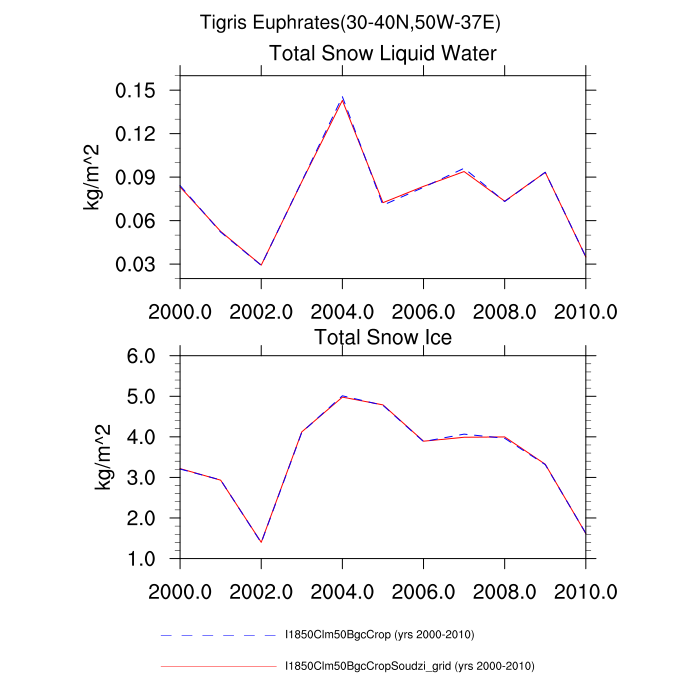 Tigris Euphrates(30-40N,50W-37E)
Total Snow Liquid Water
0.15
0.12
0.09
0.06
0.03
kg/m^2
2000.0 2002.0 2004.0 2006.0 2008.0 2010.0
Total Snow Ice
6.0
5.0
4.0
3.0
2.0
1.0
kg/m^2
2000.0 2002.0 2004.0 2006.0 2008.0 2010.0
I1850Clm50BgcCrop (yrs 2000-2010)
I1850Clm50BgcCropSoudzi_grid (yrs 2000-2010)